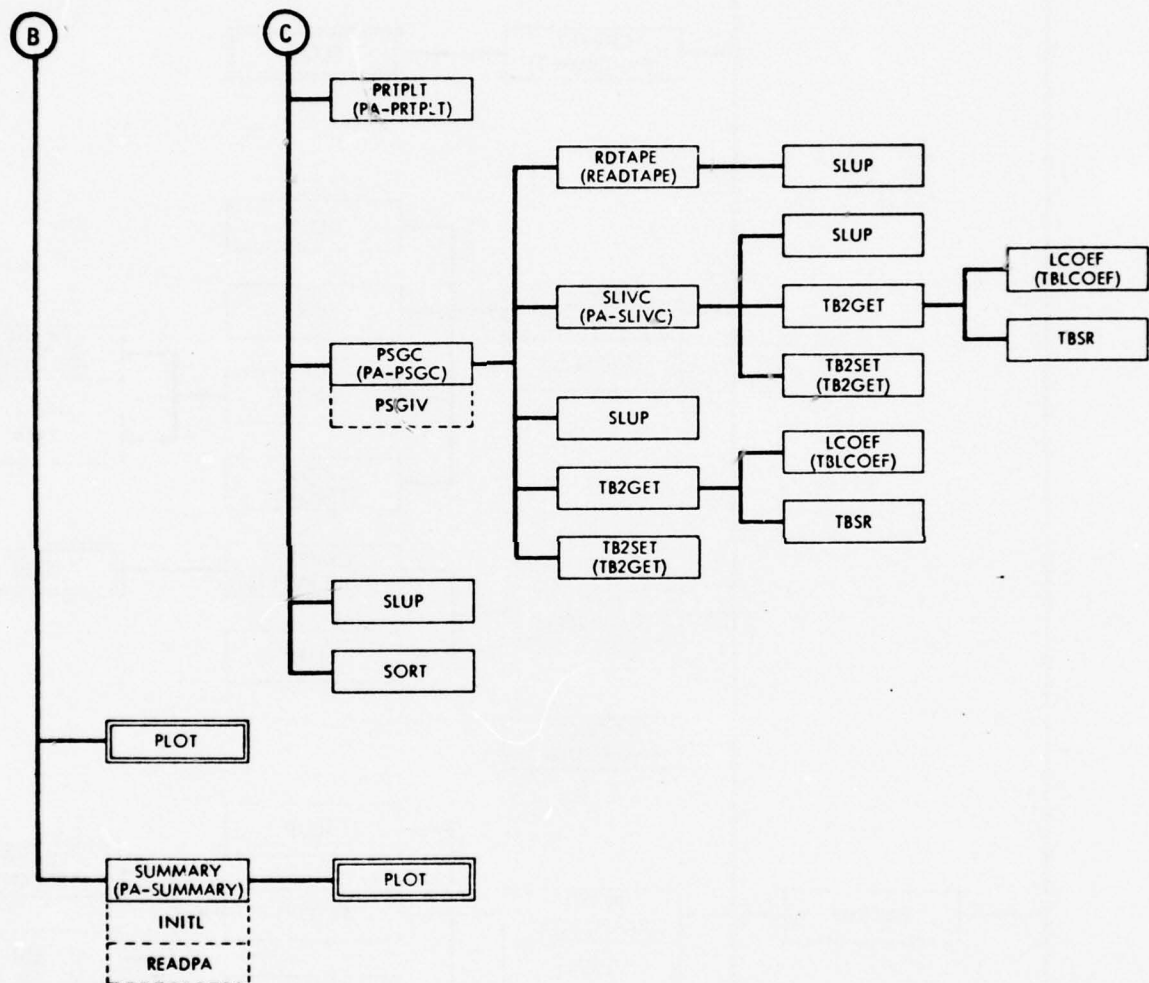 B
C
PRTPLT
(PA-PRTPLT)
RDTAPE
(READTAPE)
SLUP
SLUP
LCOEF
(TBLCOEF)
SLIVC
(PA-SLIVC)
TB2GET
TBSR
PSGC
(PA-PSGC)
PSGIV
TB2SET
(TB2GET)
SLUP
LCOEF
(TBLCOEF)
TB2GET
TBSR
TB2SET
(TB2GET)
SLUP
SORT
PLOT
SUMMARY
(PA-SUMMARY)
PLOT
INITL
READPA